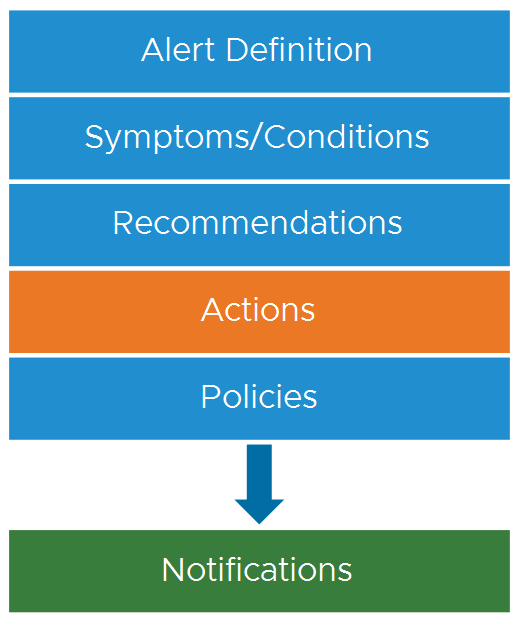 Alert Definition
Symptoms/Conditions
Recommendations
Actions
Policies
Notifications